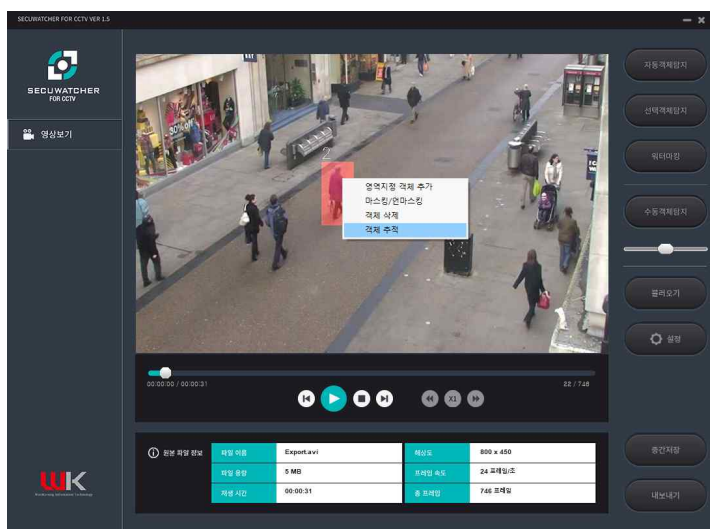 SECUWATCHER FOR CCTV VER 1.5
SECUWATCHER
FOR CCTV
영상보기
30%off
2
영역지정 객체 추가
마스킹/언마스킹
객체 삭제
객체 추적
자동객체탐지
선택객체탐지
워터마킹
수동객체탐지
불러오기
설정
중간저장
내보내기
00:00:00 / 00:00:31
22 / 746
X1
원본 파일 정보
파일 이름 Export.avi 해상도 800 x 450
파일 용량 5 MB 프레임 속도 24 프레임/초
재생 시간 00:00:31 총 프레임 746 프레임
WK